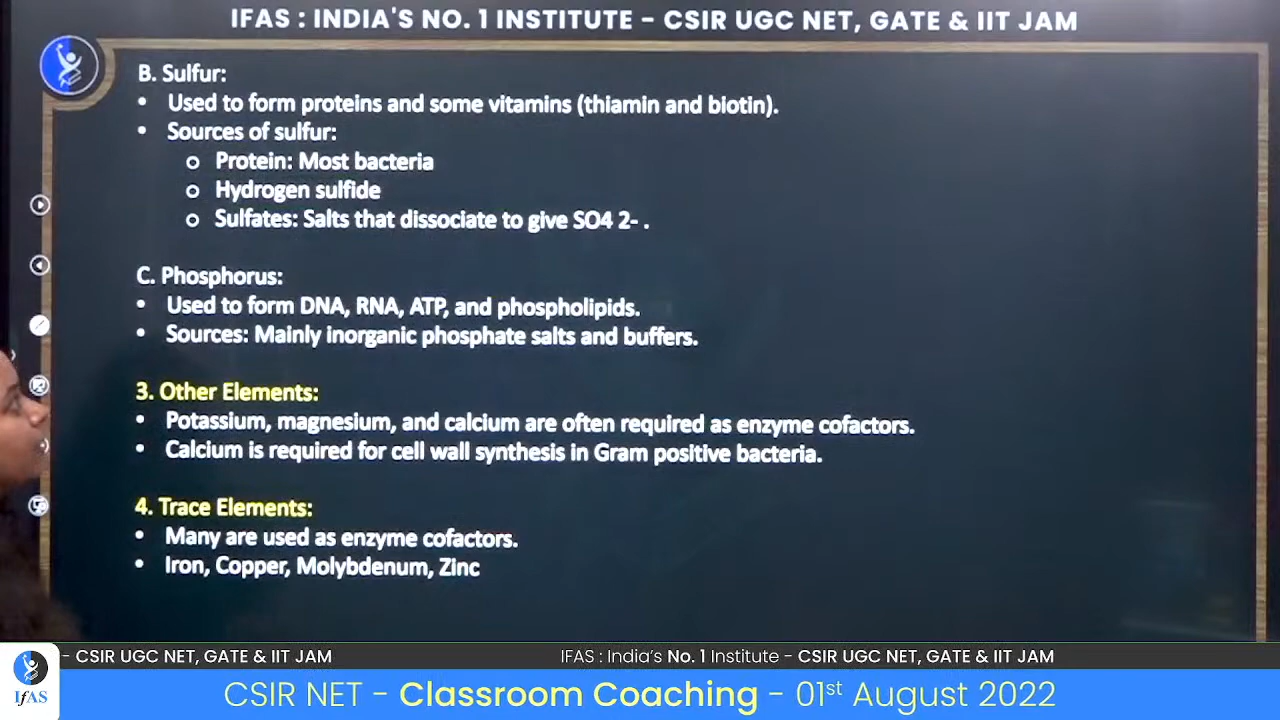 IFAS : INDIA'S NO. 1 INSTITUTE - CSIR UGC NET, GATE & IIT JAM
B. Sulfur:
• Used to form proteins and some vitamins (thiamin and biotin).
• Sources of sulfur:
o Protein: Most bacteria
o Hydrogen sulfide
o Sulfates: Salts that dissociate to give SO4 2- .
C. Phosphorus:
• Used to form DNA, RNA, ATP, and phospholipids.
• Sources: Mainly inorganic phosphate salts and buffers.
3. Other Elements:
• Potassium, magnesium, and calcium are often required as enzyme cofactors.
• Calcium is required for cell wall synthesis in Gram positive bacteria.
4. Trace Elements:
• Many are used as enzyme cofactors.
• Iron, Copper, Molybdenum, Zinc
- CSIR UGC NET, GATE & IIT JAM IFAS : India's No. 1 Institute - CSIR UGC NET, GATE & IIT JAM
IfAS
CSIR NET - Classroom Coaching - 01st August 2022